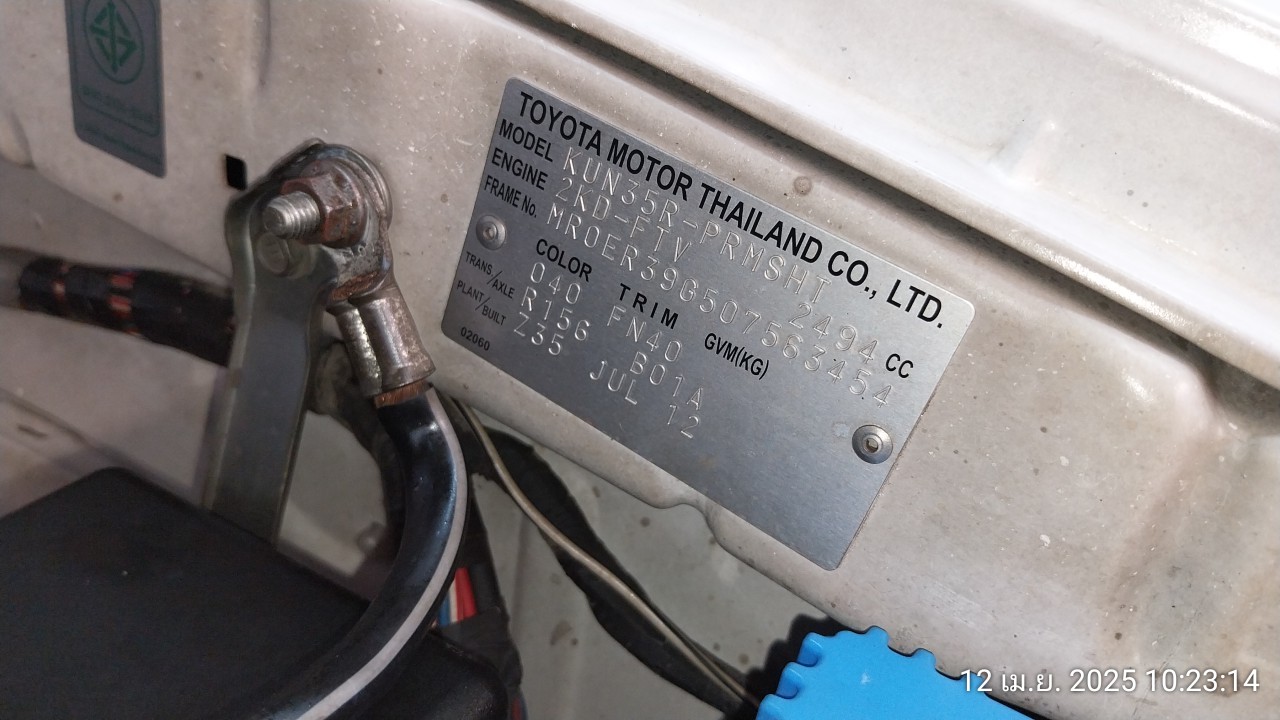 TOYOTA MOTOR THAILAND CO., LTD.
MODEL KUN35R-PRMSHT
ENGINE 2KD-FTV 2494 CC
FRAME No. MR0ER39G507563454
COLOR TRIM GVM(KG)
040 FN40
TRANS./AXLE R156 B01A
PLANT/BUILT Z35 JUL 12
02060
12 เม.ย. 2025 10:23:14